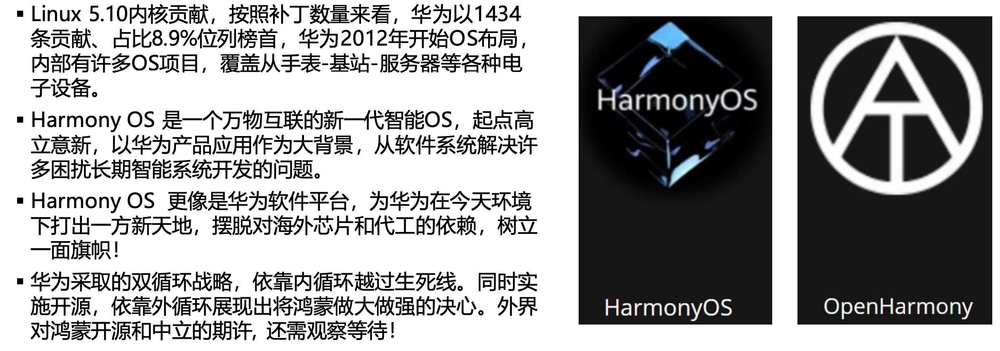 ▪ Linux 5.10内核贡献，按照补丁数量来看，华为以1434
条贡献、占比8.9%位列榜首，华为2012年开始OS布局，
内部有许多OS项目，覆盖从手表-基站-服务器等各种电
子设备。
▪ Harmony OS 是一个万物互联的新一代智能OS，起点高
立意新，以华为产品应用作为大背景，从软件系统解决许
多困扰长期智能系统开发的问题。
▪ Harmony OS 更像是华为软件平台，为华为在今天环境
下打出一方新天地，摆脱对海外芯片和代工的依赖，树立
一面旗帜！
▪ 华为采取的双循环战略，依靠内循环越过生死线。同时实
施开源，依靠外循环展现出将鸿蒙做大做强的决心。外界
对鸿蒙开源和中立的期许, 还需观察等待！
HarmonyOS
HarmonyOS
OpenHarmony